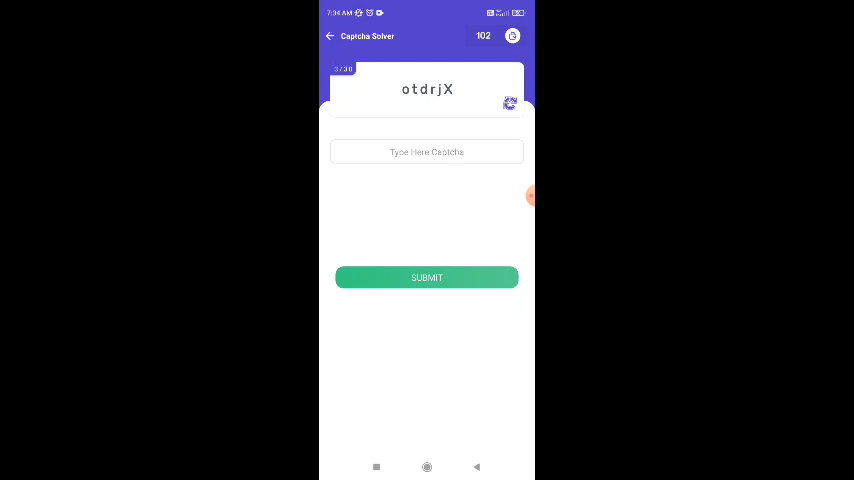 7:34 AM
Captcha Solver
102
3/30
otdrjX
Type Here Captcha
SUBMIT